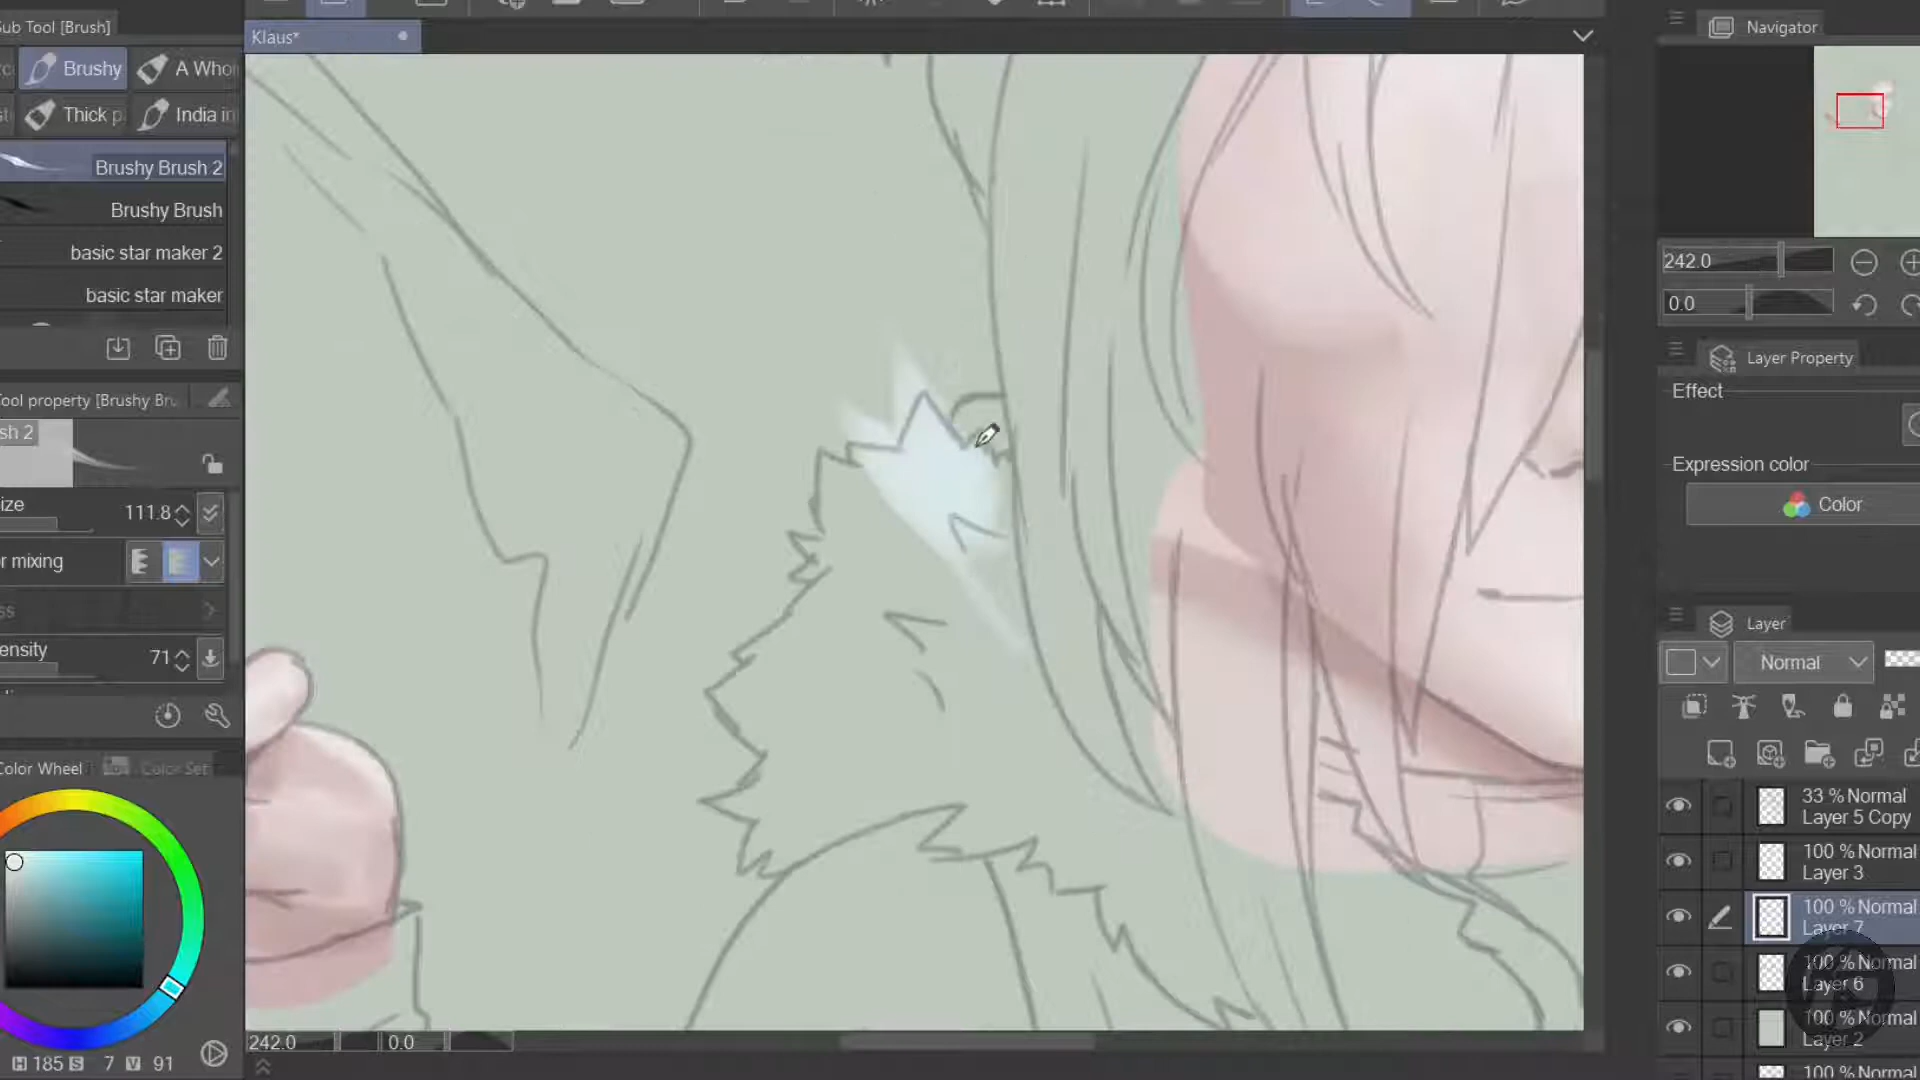 Sub Tool [Brush]
Klaus*
Navigator
Brushy
A Whol
Thick p
India in
Brushy Brush 2
Brushy Brush
basic star maker 2
basic star maker
242.0
0.0
Layer Property
Effect
Tool property [Brushy Bru
sh 2
Expression color
Color
ize
111.8
r mixing
ss
ensity
71
Layer
Normal
Color Wheel
Color Set
33 % Normal
Layer 5 Copy
100 % Normal
Layer 3
100 % Normal
Layer 7
100 % Normal
Layer 6
100 % Normal
Layer 2
100 % Normal
242.0
0.0
H 185 S 7 V 91